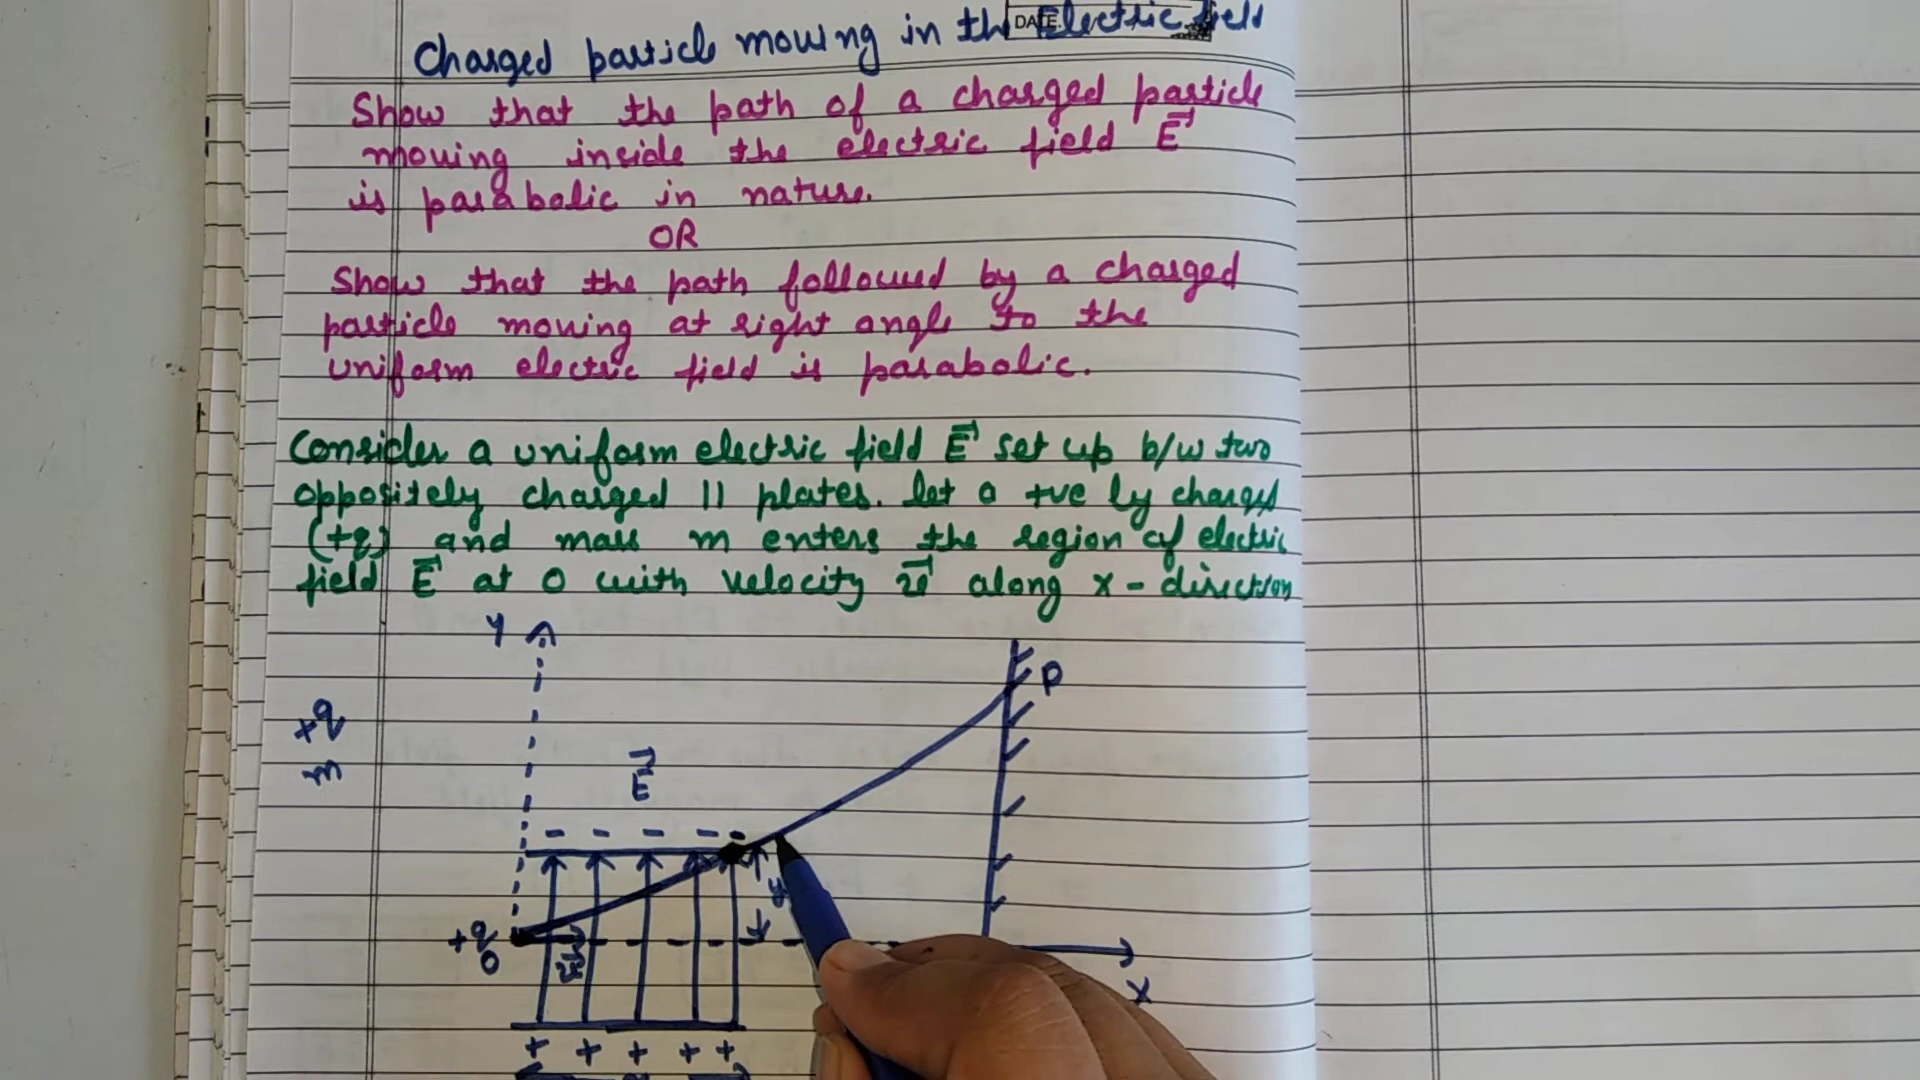 DATE
Charged particle moving in the Electric field
Show that the path of a charged particle
moving inside the electric field E⃗
is parabolic in nature.
OR
Show that the path followed by a charged
particle moving at right angle to the
uniform electric field is parabolic.
Consider a uniform electric field E⃗ set up b/w two
oppositely charged || plates. let a +ve ly charged
(+q) and mass m enters the region of electric
field E⃗ at O with velocity v⃗ along x - direction
Y
P
+q
m
E⃗
- - - - -
y
+q
O
v⃗
X
+ + + + +